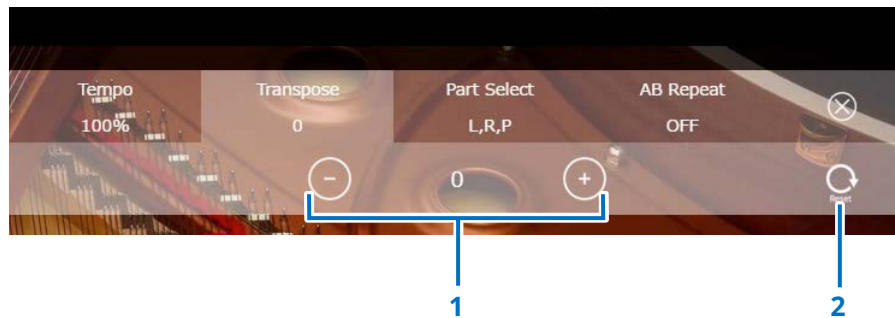 Tempo
Transpose
Part Select
AB Repeat
100%
0
L,R,P
OFF
−
0
+
Reset
1
2